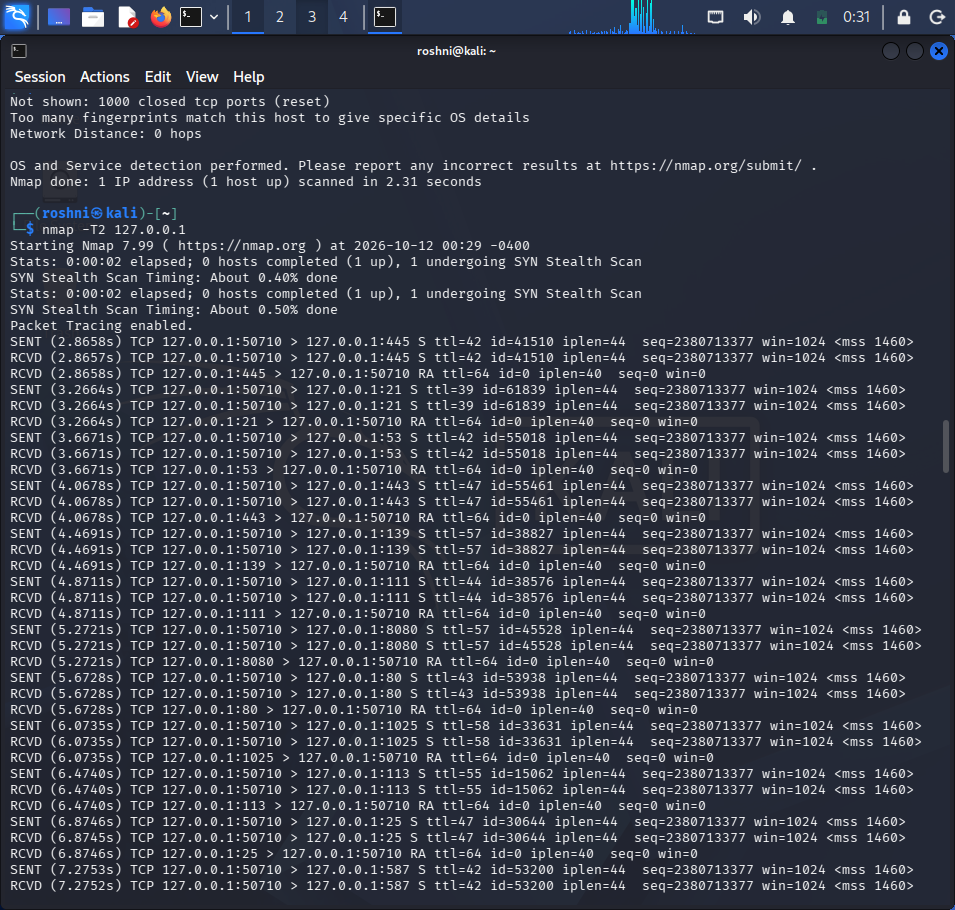 1 2 3 4 0:31
roshni@kali: ~
Session Actions Edit View Help
Not shown: 1000 closed tcp ports (reset)
Too many fingerprints match this host to give specific OS details
Network Distance: 0 hops
OS and Service detection performed. Please report any incorrect results at https://nmap.org/submit/ .
Nmap done: 1 IP address (1 host up) scanned in 2.31 seconds
┌──(roshni㉿kali)-[~]
└─$ nmap -T2 127.0.0.1
Starting Nmap 7.99 ( https://nmap.org ) at 2026-10-12 00:29 -0400
Stats: 0:00:02 elapsed; 0 hosts completed (1 up), 1 undergoing SYN Stealth Scan
SYN Stealth Scan Timing: About 0.40% done
Stats: 0:00:02 elapsed; 0 hosts completed (1 up), 1 undergoing SYN Stealth Scan
SYN Stealth Scan Timing: About 0.50% done
Packet Tracing enabled.
SENT (2.8658s) TCP 127.0.0.1:50710 > 127.0.0.1:445 S ttl=42 id=41510 iplen=44  seq=2380713377 win=1024 <mss 1460>
RCVD (2.8657s) TCP 127.0.0.1:50710 > 127.0.0.1:445 S ttl=42 id=41510 iplen=44  seq=2380713377 win=1024 <mss 1460>
RCVD (2.8658s) TCP 127.0.0.1:445 > 127.0.0.1:50710 RA ttl=64 id=0 iplen=40  seq=0 win=0
SENT (3.2664s) TCP 127.0.0.1:50710 > 127.0.0.1:21 S ttl=39 id=61839 iplen=44  seq=2380713377 win=1024 <mss 1460>
RCVD (3.2664s) TCP 127.0.0.1:50710 > 127.0.0.1:21 S ttl=39 id=61839 iplen=44  seq=2380713377 win=1024 <mss 1460>
RCVD (3.2664s) TCP 127.0.0.1:21 > 127.0.0.1:50710 RA ttl=64 id=0 iplen=40  seq=0 win=0
SENT (3.6671s) TCP 127.0.0.1:50710 > 127.0.0.1:53 S ttl=42 id=55018 iplen=44  seq=2380713377 win=1024 <mss 1460>
RCVD (3.6671s) TCP 127.0.0.1:50710 > 127.0.0.1:53 S ttl=42 id=55018 iplen=44  seq=2380713377 win=1024 <mss 1460>
RCVD (3.6671s) TCP 127.0.0.1:53 > 127.0.0.1:50710 RA ttl=64 id=0 iplen=40  seq=0 win=0
SENT (4.0678s) TCP 127.0.0.1:50710 > 127.0.0.1:443 S ttl=47 id=55461 iplen=44  seq=2380713377 win=1024 <mss 1460>
RCVD (4.0678s) TCP 127.0.0.1:50710 > 127.0.0.1:443 S ttl=47 id=55461 iplen=44  seq=2380713377 win=1024 <mss 1460>
RCVD (4.0678s) TCP 127.0.0.1:443 > 127.0.0.1:50710 RA ttl=64 id=0 iplen=40  seq=0 win=0
SENT (4.4691s) TCP 127.0.0.1:50710 > 127.0.0.1:139 S ttl=57 id=38827 iplen=44  seq=2380713377 win=1024 <mss 1460>
RCVD (4.4691s) TCP 127.0.0.1:50710 > 127.0.0.1:139 S ttl=57 id=38827 iplen=44  seq=2380713377 win=1024 <mss 1460>
RCVD (4.4691s) TCP 127.0.0.1:139 > 127.0.0.1:50710 RA ttl=64 id=0 iplen=40  seq=0 win=0
SENT (4.8711s) TCP 127.0.0.1:50710 > 127.0.0.1:111 S ttl=44 id=38576 iplen=44  seq=2380713377 win=1024 <mss 1460>
RCVD (4.8711s) TCP 127.0.0.1:50710 > 127.0.0.1:111 S ttl=44 id=38576 iplen=44  seq=2380713377 win=1024 <mss 1460>
RCVD (4.8711s) TCP 127.0.0.1:111 > 127.0.0.1:50710 RA ttl=64 id=0 iplen=40  seq=0 win=0
SENT (5.2721s) TCP 127.0.0.1:50710 > 127.0.0.1:8080 S ttl=57 id=45528 iplen=44  seq=2380713377 win=1024 <mss 1460>
RCVD (5.2721s) TCP 127.0.0.1:50710 > 127.0.0.1:8080 S ttl=57 id=45528 iplen=44  seq=2380713377 win=1024 <mss 1460>
RCVD (5.2721s) TCP 127.0.0.1:8080 > 127.0.0.1:50710 RA ttl=64 id=0 iplen=40  seq=0 win=0
SENT (5.6728s) TCP 127.0.0.1:50710 > 127.0.0.1:80 S ttl=43 id=53938 iplen=44  seq=2380713377 win=1024 <mss 1460>
RCVD (5.6728s) TCP 127.0.0.1:50710 > 127.0.0.1:80 S ttl=43 id=53938 iplen=44  seq=2380713377 win=1024 <mss 1460>
RCVD (5.6728s) TCP 127.0.0.1:80 > 127.0.0.1:50710 RA ttl=64 id=0 iplen=40  seq=0 win=0
SENT (6.0735s) TCP 127.0.0.1:50710 > 127.0.0.1:1025 S ttl=58 id=33631 iplen=44  seq=2380713377 win=1024 <mss 1460>
RCVD (6.0735s) TCP 127.0.0.1:50710 > 127.0.0.1:1025 S ttl=58 id=33631 iplen=44  seq=2380713377 win=1024 <mss 1460>
RCVD (6.0735s) TCP 127.0.0.1:1025 > 127.0.0.1:50710 RA ttl=64 id=0 iplen=40  seq=0 win=0
SENT (6.4740s) TCP 127.0.0.1:50710 > 127.0.0.1:113 S ttl=55 id=15062 iplen=44  seq=2380713377 win=1024 <mss 1460>
RCVD (6.4740s) TCP 127.0.0.1:50710 > 127.0.0.1:113 S ttl=55 id=15062 iplen=44  seq=2380713377 win=1024 <mss 1460>
RCVD (6.4740s) TCP 127.0.0.1:113 > 127.0.0.1:50710 RA ttl=64 id=0 iplen=40  seq=0 win=0
SENT (6.8746s) TCP 127.0.0.1:50710 > 127.0.0.1:25 S ttl=47 id=30644 iplen=44  seq=2380713377 win=1024 <mss 1460>
RCVD (6.8745s) TCP 127.0.0.1:50710 > 127.0.0.1:25 S ttl=47 id=30644 iplen=44  seq=2380713377 win=1024 <mss 1460>
RCVD (6.8746s) TCP 127.0.0.1:25 > 127.0.0.1:50710 RA ttl=64 id=0 iplen=40  seq=0 win=0
SENT (7.2753s) TCP 127.0.0.1:50710 > 127.0.0.1:587 S ttl=42 id=53200 iplen=44  seq=2380713377 win=1024 <mss 1460>
RCVD (7.2752s) TCP 127.0.0.1:50710 > 127.0.0.1:587 S ttl=42 id=53200 iplen=44  seq=2380713377 win=1024 <mss 1460>